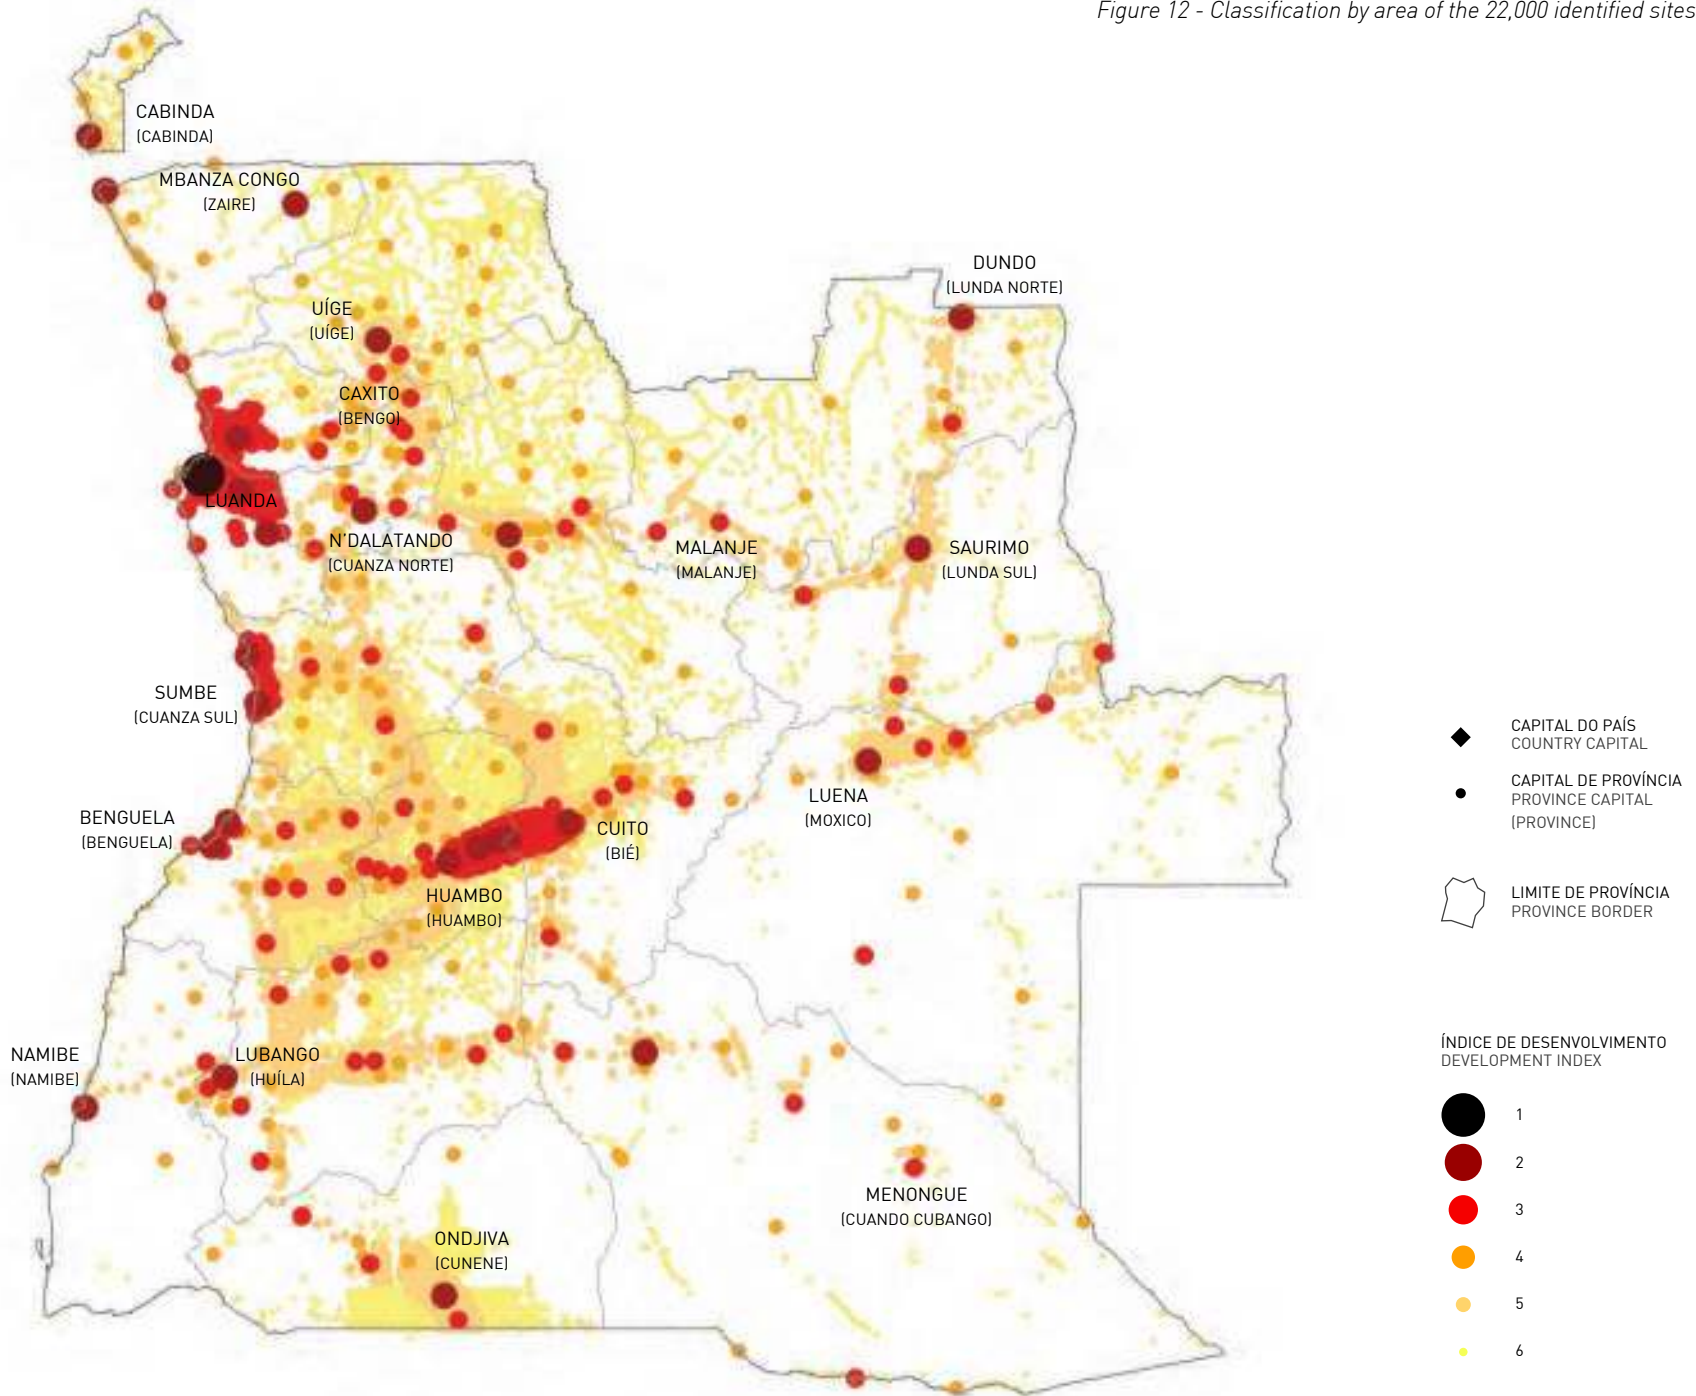 Figure 12 - Classification by area of the 22,000 identified sites
CABINDA
(CABINDA)
MBANZA CONGO
(ZAIRE)
DUNDO
(LUNDA NORTE)
UÍGE
(UÍGE)
CAXITO
(BENGO)
LUANDA
N'DALATANDO
(CUANZA NORTE)
MALANJE
(MALANJE)
SAURIMO
(LUNDA SUL)
SUMBE
(CUANZA SUL)
BENGUELA
(BENGUELA)
CUITO
(BIÉ)
LUENA
(MOXICO)
HUAMBO
(HUAMBO)
NAMIBE
(NAMIBE)
LUBANGO
(HUÍLA)
MENONGUE
(CUANDO CUBANGO)
ONDJIVA
(CUNENE)
CAPITAL DO PAÍS
COUNTRY CAPITAL
CAPITAL DE PROVÍNCIA
PROVINCE CAPITAL
(PROVINCE)
LIMITE DE PROVÍNCIA
PROVINCE BORDER
ÍNDICE DE DESENVOLVIMENTO
DEVELOPMENT INDEX
1
2
3
4
5
6